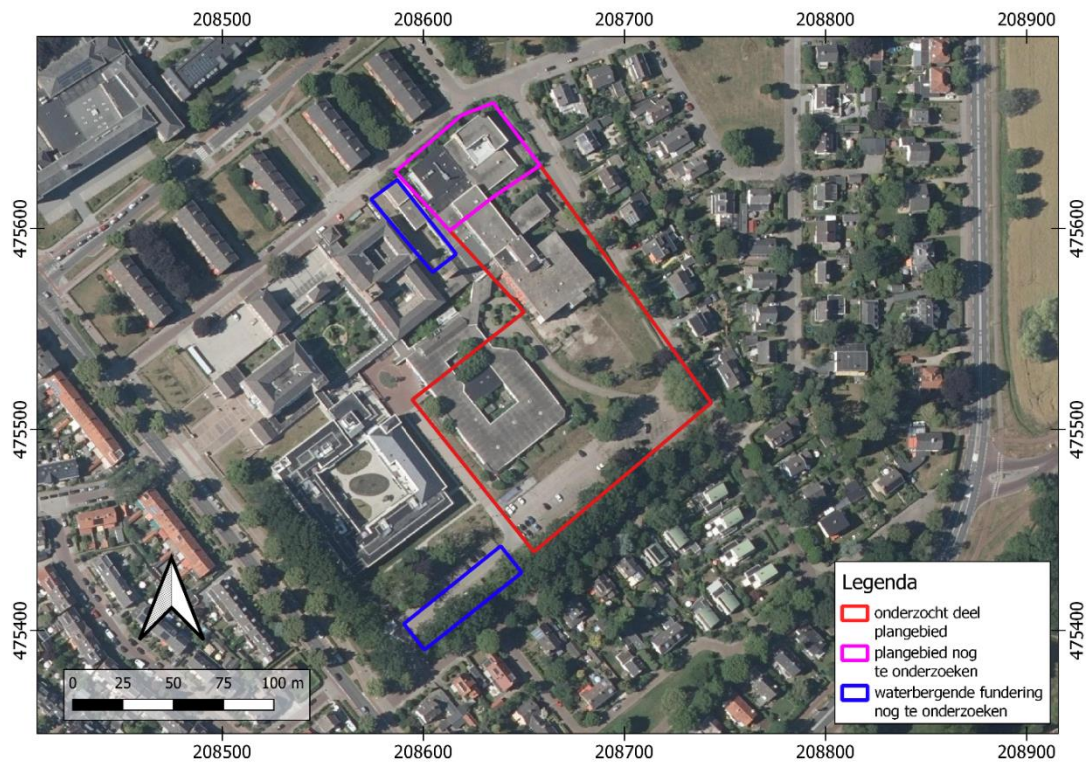 208500 208600 208700 208800 208900
475600 475600
475500 475500
475400 475400
Legenda
onderzocht deel
plangebied
plangebied nog
te onderzoeken
waterbergende fundering
nog te onderzoeken
0 25 50 75 100 m
208500 208600 208700 208800 208900